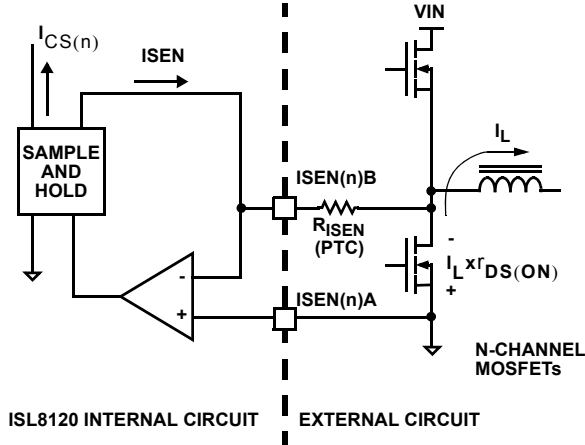 VIN
I_CS(n)
ISEN
I_L
SAMPLE
AND
HOLD
ISEN(n)B
R_ISEN
(PTC)
-
I_L x r_DS(ON)
+
-
+
ISEN(n)A
N-CHANNEL
MOSFETs
ISL8120 INTERNAL CIRCUIT
EXTERNAL CIRCUIT